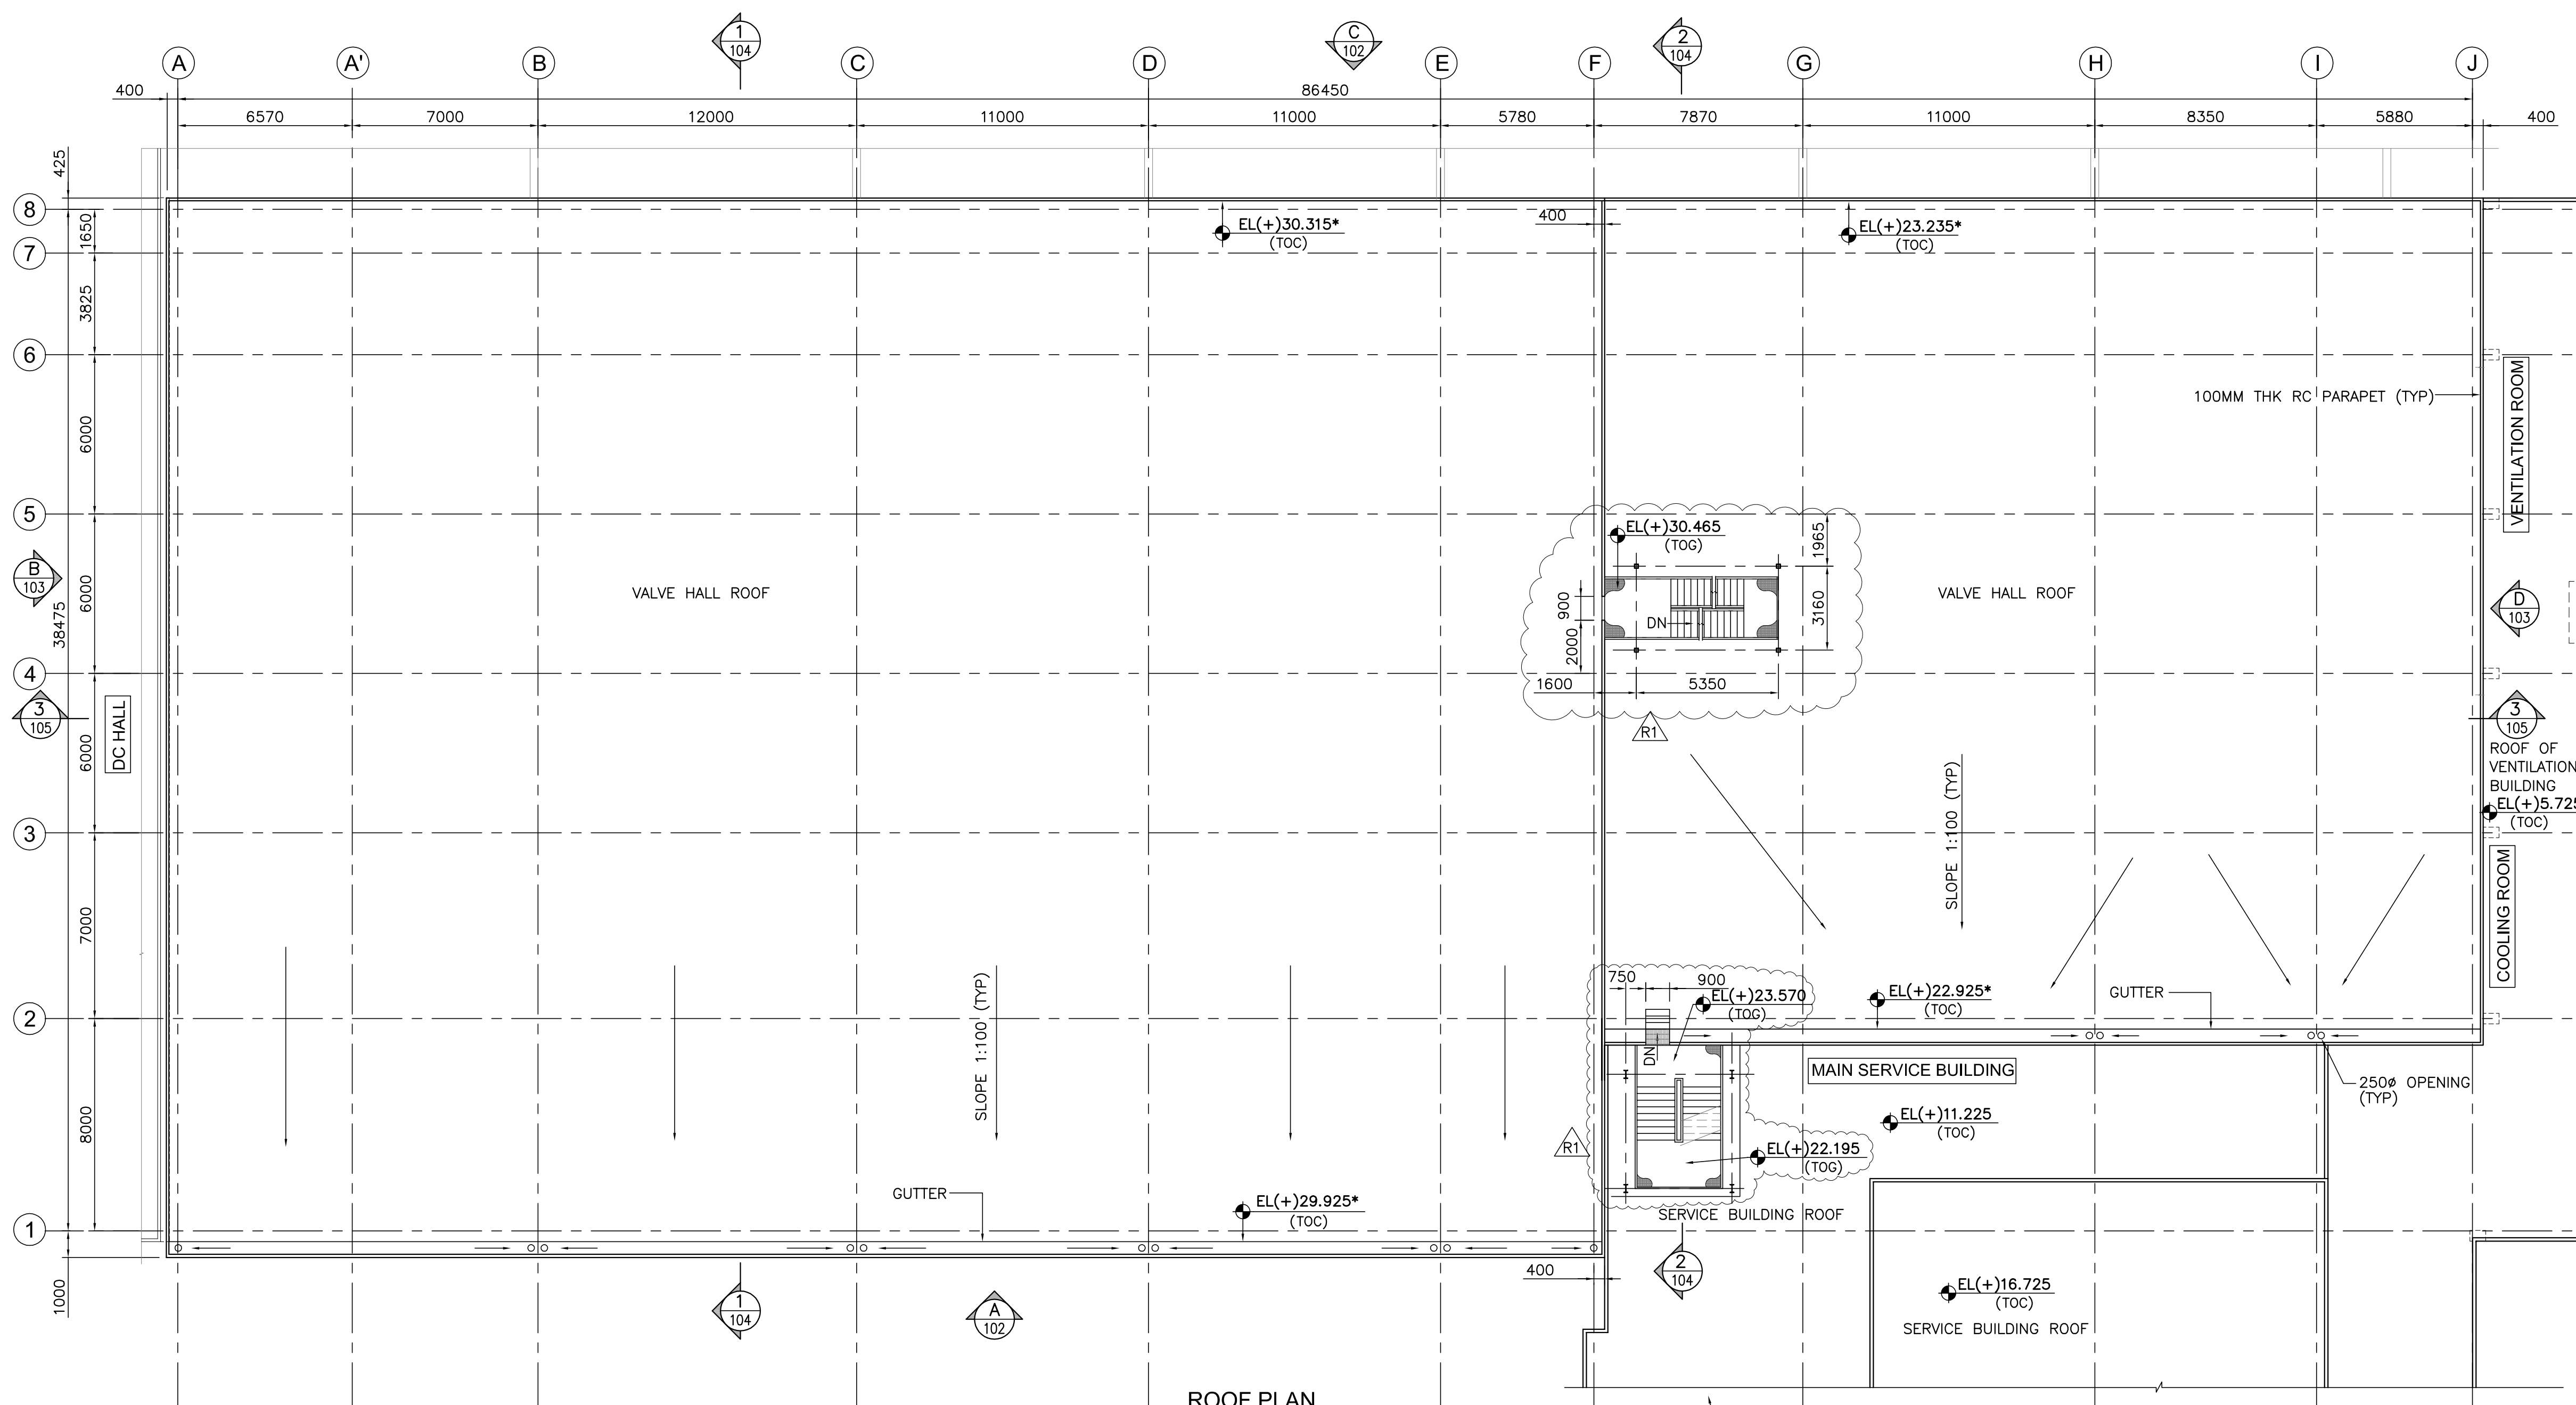 1
104
C
102
2
104
A
A'
B
C
D
E
F
G
H
I
J
400
86450
6570
7000
12000
11000
11000
5780
7870
11000
8350
5880
400
425
8
1650
7
3825
6
6000
5
6000
38475
4
6000
3
7000
2
8000
1
1000
B
103
3
105
DC HALL
EL(+)30.315*
(TOC)
400
EL(+)23.235*
(TOC)
100MM THK RC PARAPET (TYP)
VENTILATION ROOM
EL(+)30.465
(TOG)
1965
VALVE HALL ROOF
900
DN
3160
2000
1600
5350
R1
VALVE HALL ROOF
D
103
3
105
ROOF OF
VENTILATION
BUILDING
EL(+)5.725
(TOC)
SLOPE 1:100 (TYP)
COOLING ROOM
SLOPE 1:100 (TYP)
750
900
EL(+)23.570
(TOG)
EL(+)22.925*
(TOC)
GUTTER
DN
MAIN SERVICE BUILDING
250ø OPENING
(TYP)
EL(+)11.225
(TOC)
R1
EL(+)22.195
(TOG)
GUTTER
EL(+)29.925*
(TOC)
SERVICE BUILDING ROOF
400
2
104
1
104
A
102
EL(+)16.725
(TOC)
SERVICE BUILDING ROOF
ROOF PLAN